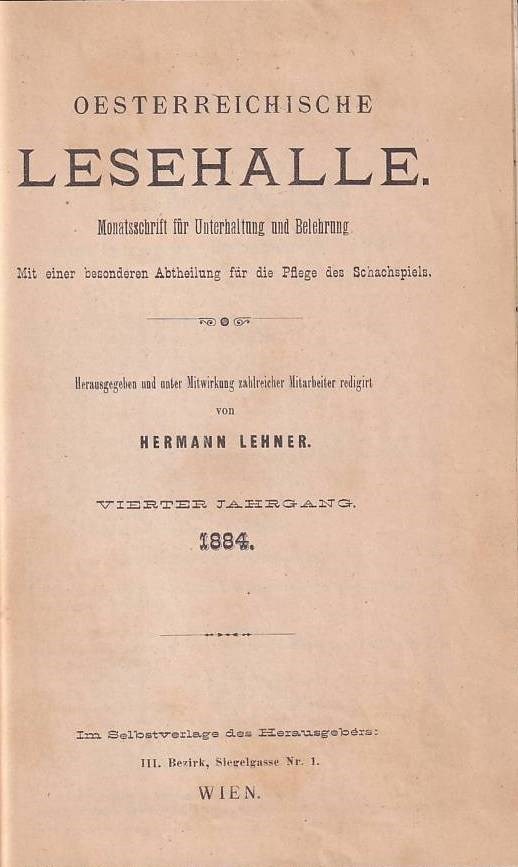 OESTERREICHISCHE
LESEHALLE.
Monatsschrift für Unterhaltung und Belehrung.
Mit einer besonderen Abtheilung für die Pflege des Schachspiels.
Herausgegeben und unter Mitwirkung zahlreicher Mitarbeiter redigirt
von
HERMANN LEHNER.
VIERTER JAHRGANG.
1884.
Im Selbstverlage des Herausgebers:
III. Bezirk, Siegelgasse Nr. 1.
WIEN.